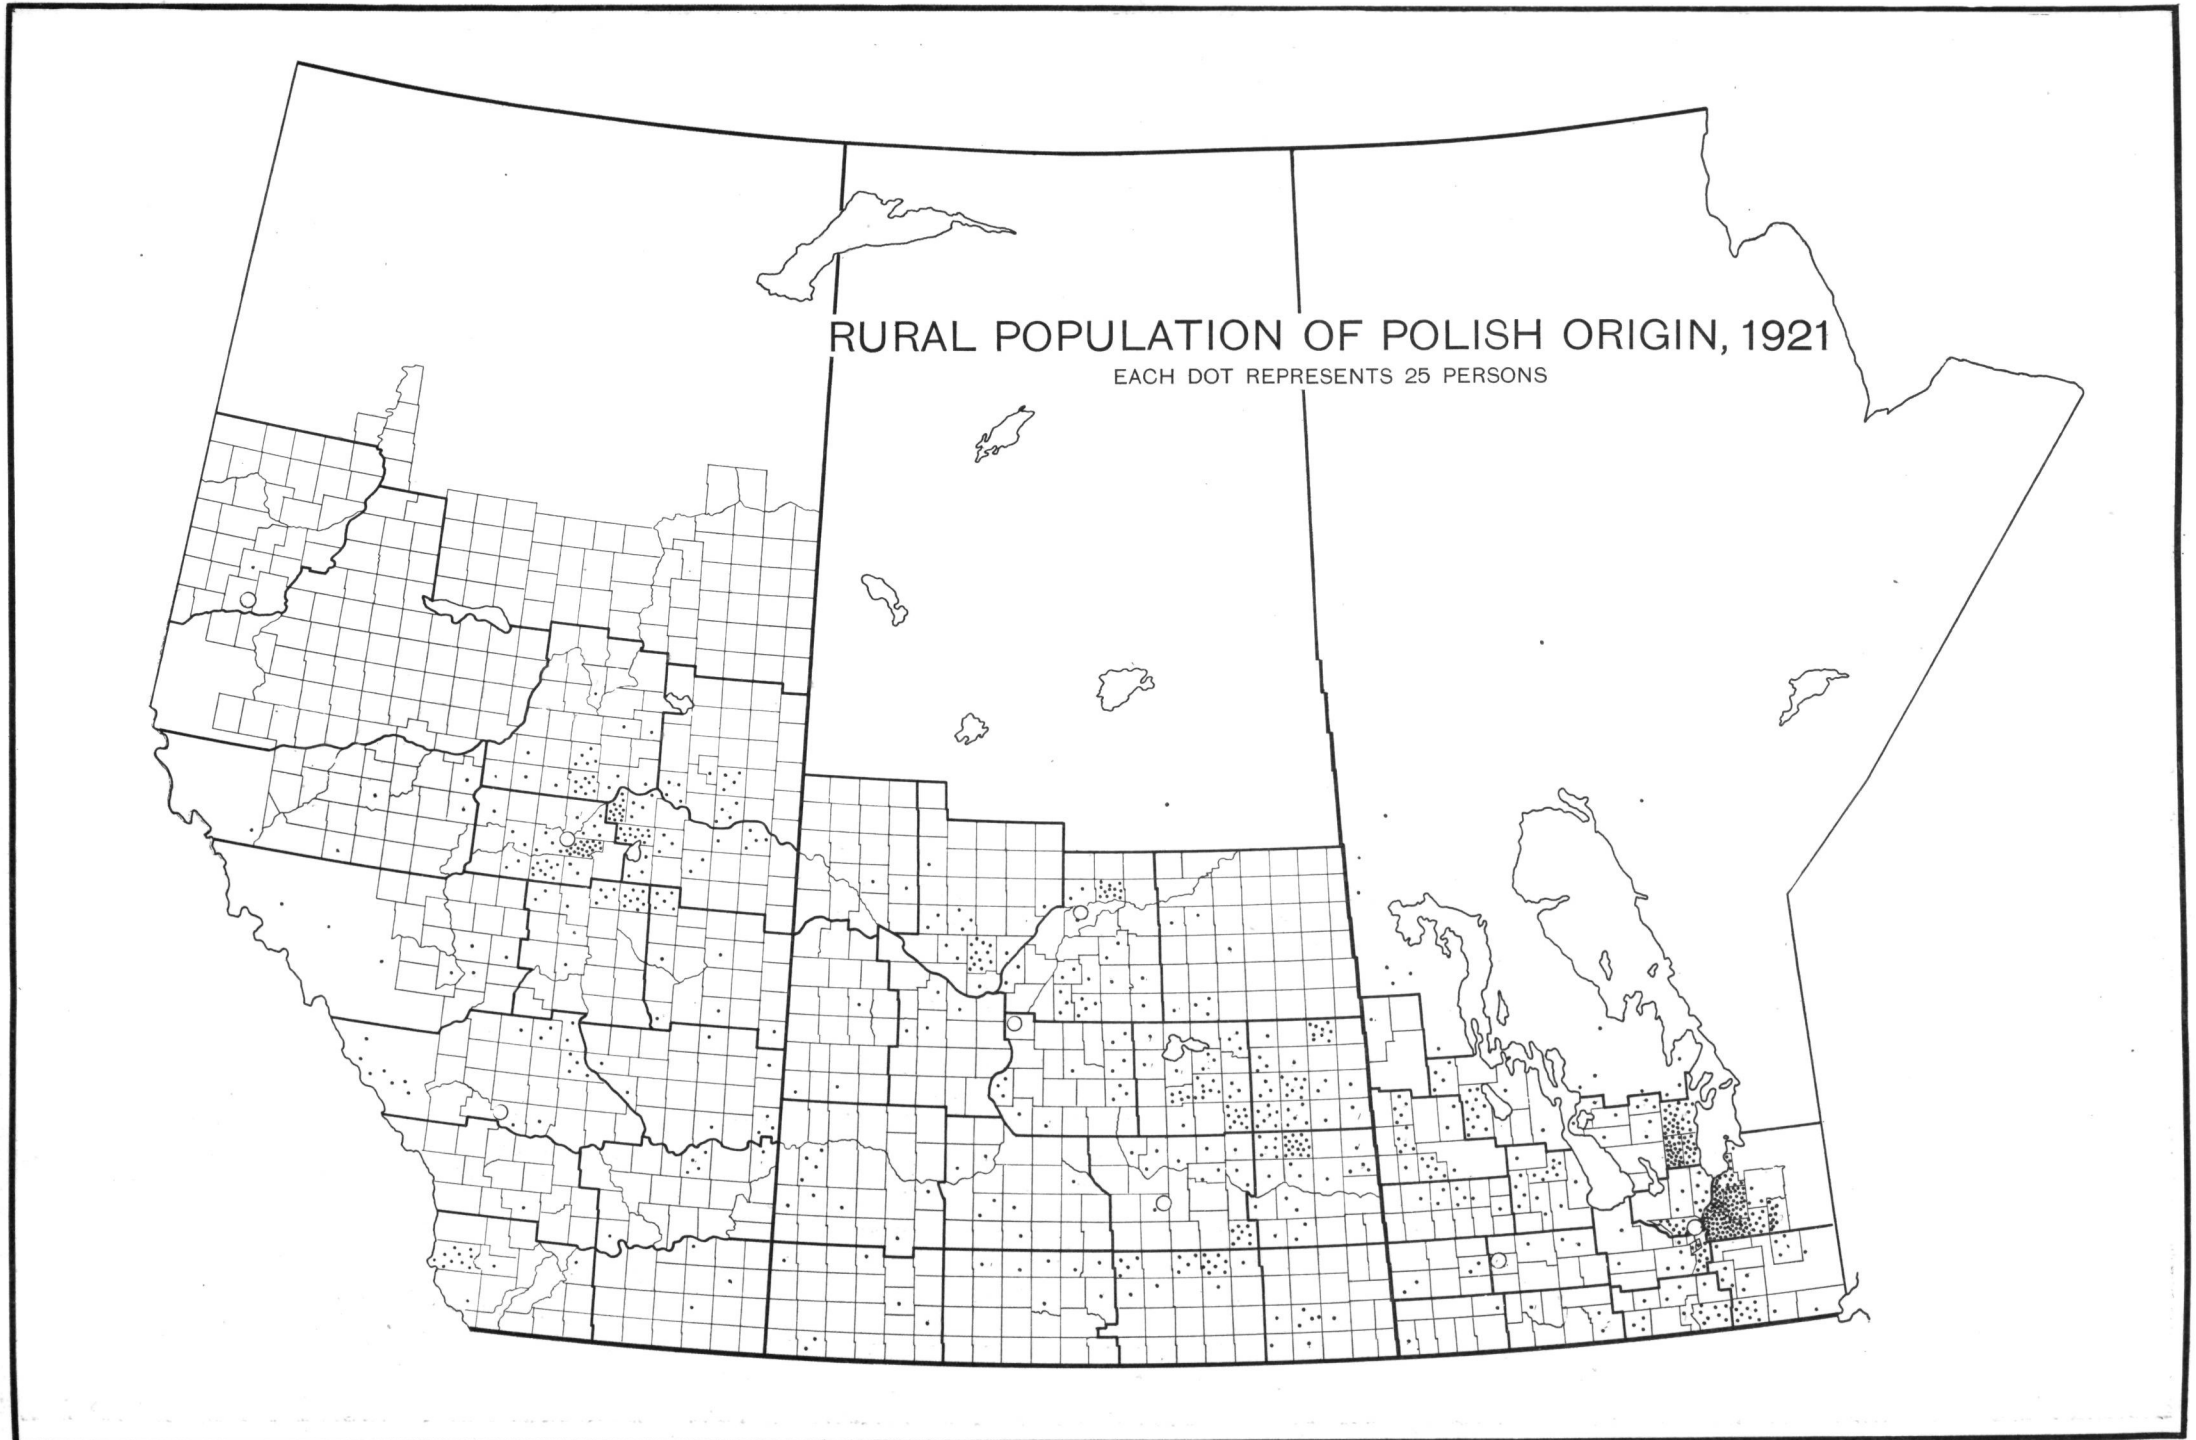 RURAL POPULATION OF POLISH ORIGIN, 1921
EACH DOT REPRESENTS 25 PERSONS